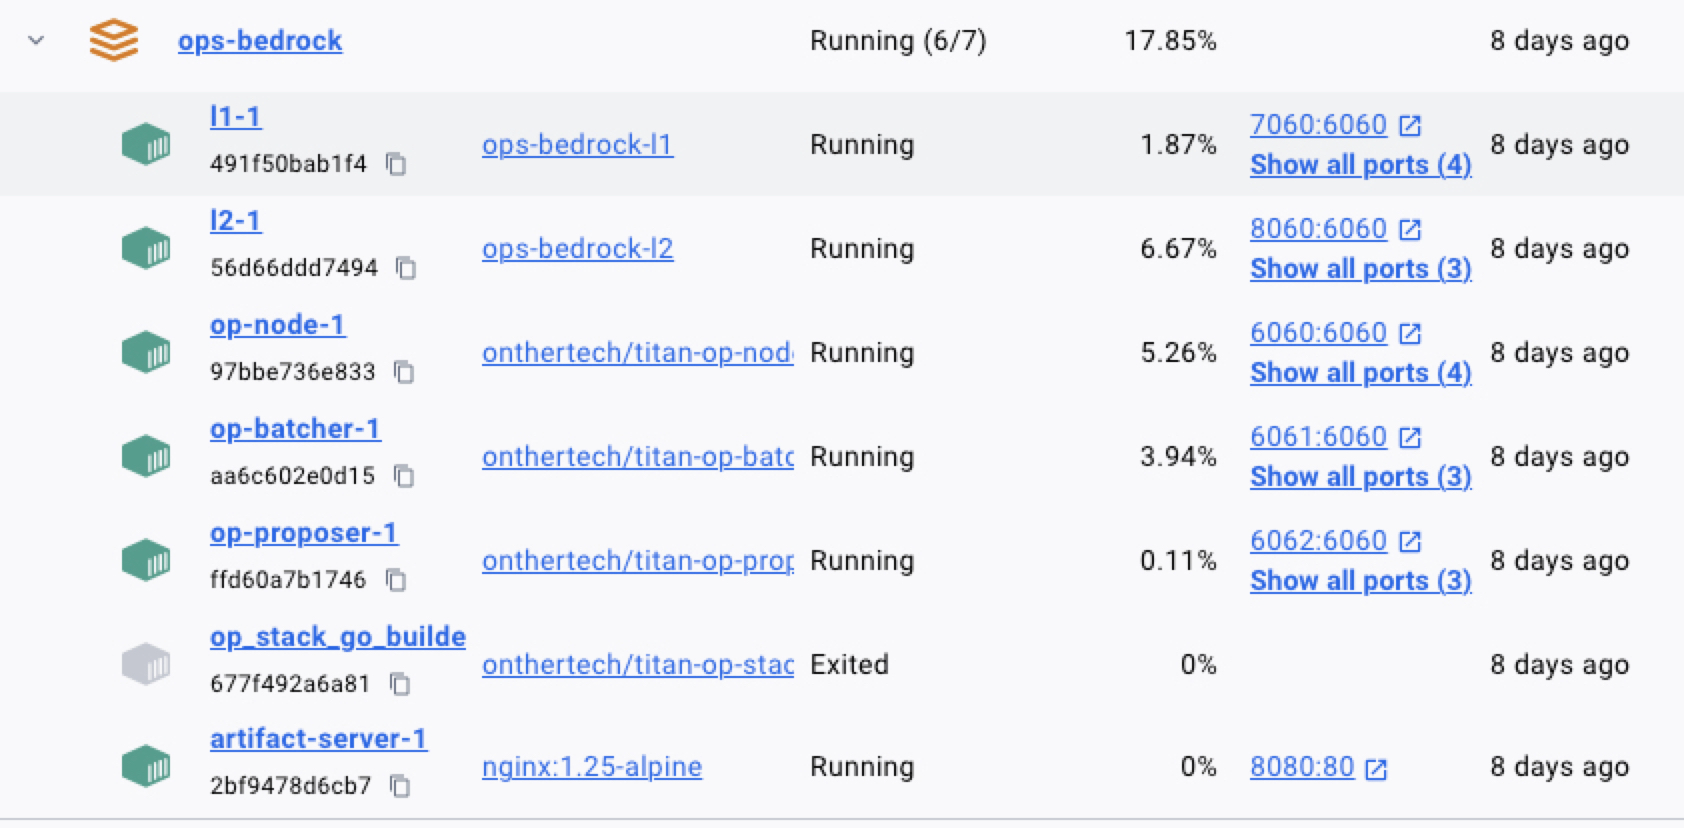 ops-bedrock Running (6/7) 17.85% 8 days ago
l1-1
491f50bab1f4
ops-bedrock-l1 Running 1.87%
7060:6060
Show all ports (4)
8 days ago
l2-1
56d66ddd7494
ops-bedrock-l2 Running 6.67%
8060:6060
Show all ports (3)
8 days ago
op-node-1
97bbe736e833
onthertech/titan-op-nod Running 5.26%
6060:6060
Show all ports (4)
8 days ago
op-batcher-1
aa6c602e0d15
onthertech/titan-op-batc Running 3.94%
6061:6060
Show all ports (3)
8 days ago
op-proposer-1
ffd60a7b1746
onthertech/titan-op-prop Running 0.11%
6062:6060
Show all ports (3)
8 days ago
op_stack_go_builde
677f492a6a81
onthertech/titan-op-stac Exited 0% 8 days ago
artifact-server-1
2bf9478d6cb7
nginx:1.25-alpine Running 0% 8080:80 8 days ago